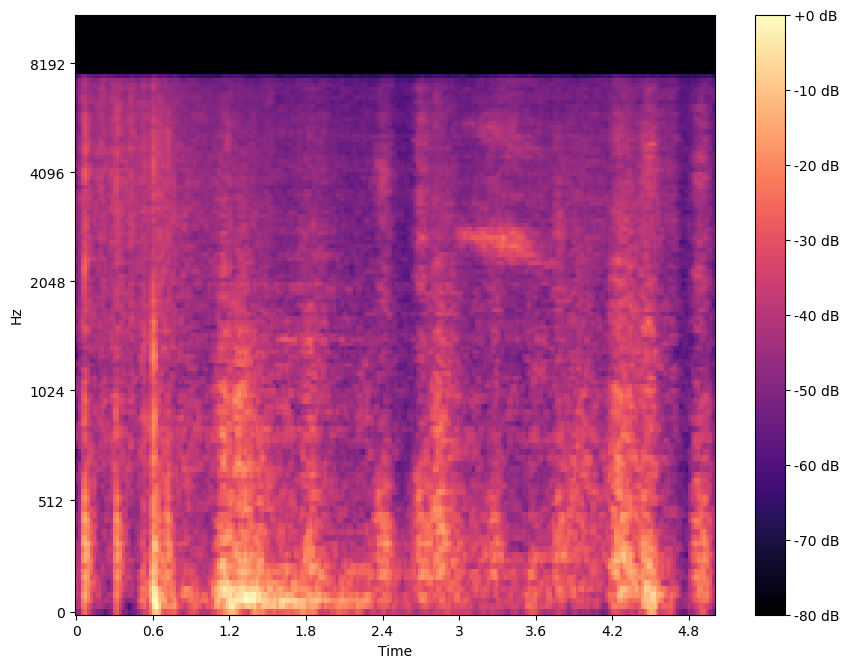 +0 dB
8192
-10 dB
4096
-20 dB
-30 dB
2048
Hz
-40 dB
1024
-50 dB
512
-60 dB
-70 dB
0
-80 dB
0 0.6 1.2 1.8 2.4 3 3.6 4.2 4.8
Time